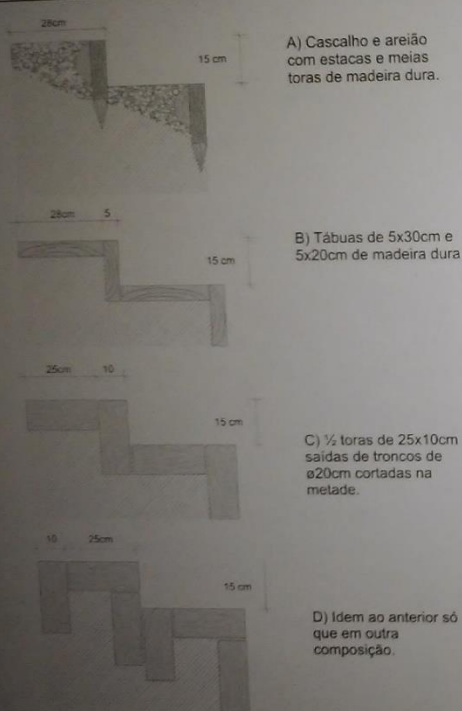 28cm
15 cm
A) Cascalho e areião
com estacas e meias
toras de madeira dura.
28cm 5
15 cm
B) Tábuas de 5x30cm e
5x20cm de madeira dura
25cm 10
15 cm
C) ½ toras de 25x10cm
saídas de troncos de
ø20cm cortadas na
metade.
10 25cm
15 cm
D) Idem ao anterior só
que em outra
composição.